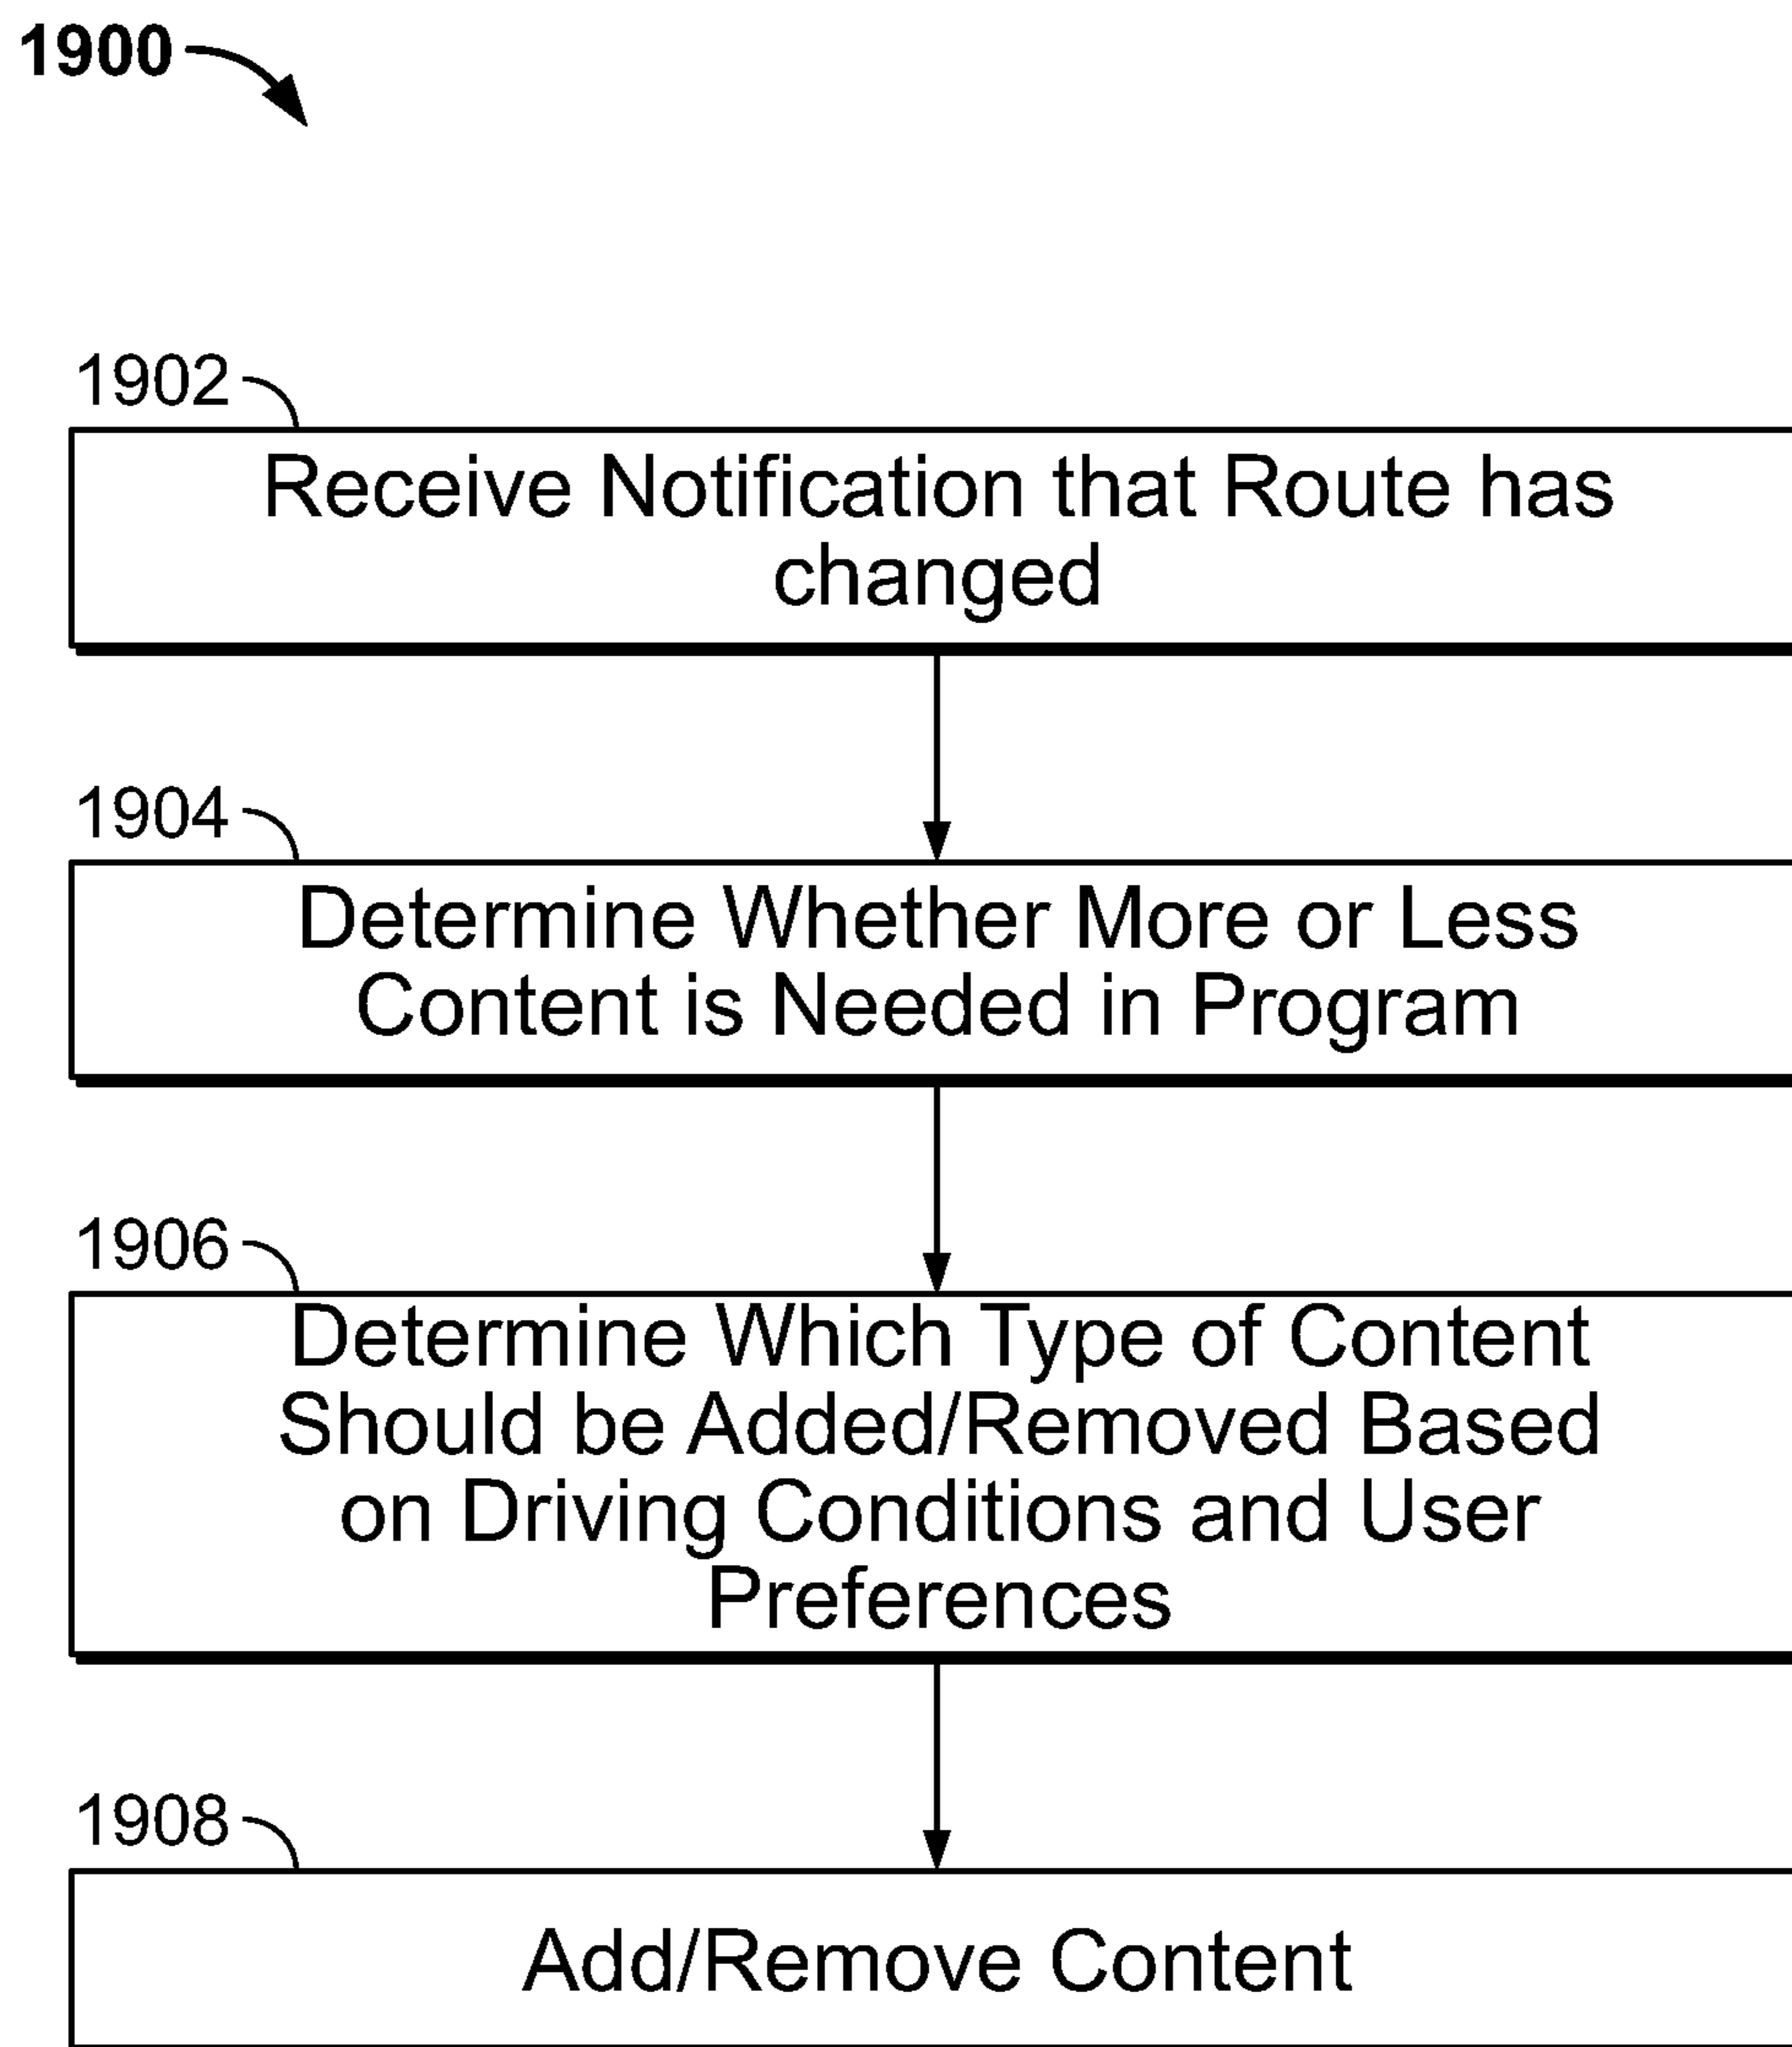 1900
1902
Receive Notification that Route has
changed
1904
Determine Whether More or Less
Content is Needed in Program
1906
Determine Which Type of Content
Should be Added/Removed Based
on Driving Conditions and User
Preferences
1908
Add/Remove Content